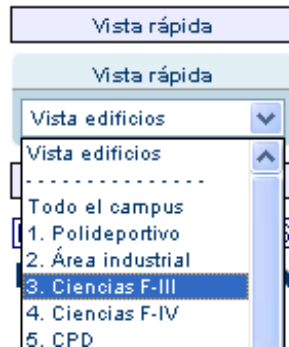 Vista rápida
Vista rápida
Vista edificios
Vista edificios
- - - - - - - - - - - - - - -
Todo el campus
1. Polideportivo
2. Área industrial
3. Ciencias F-III
4. Ciencias F-IV
5. CPD